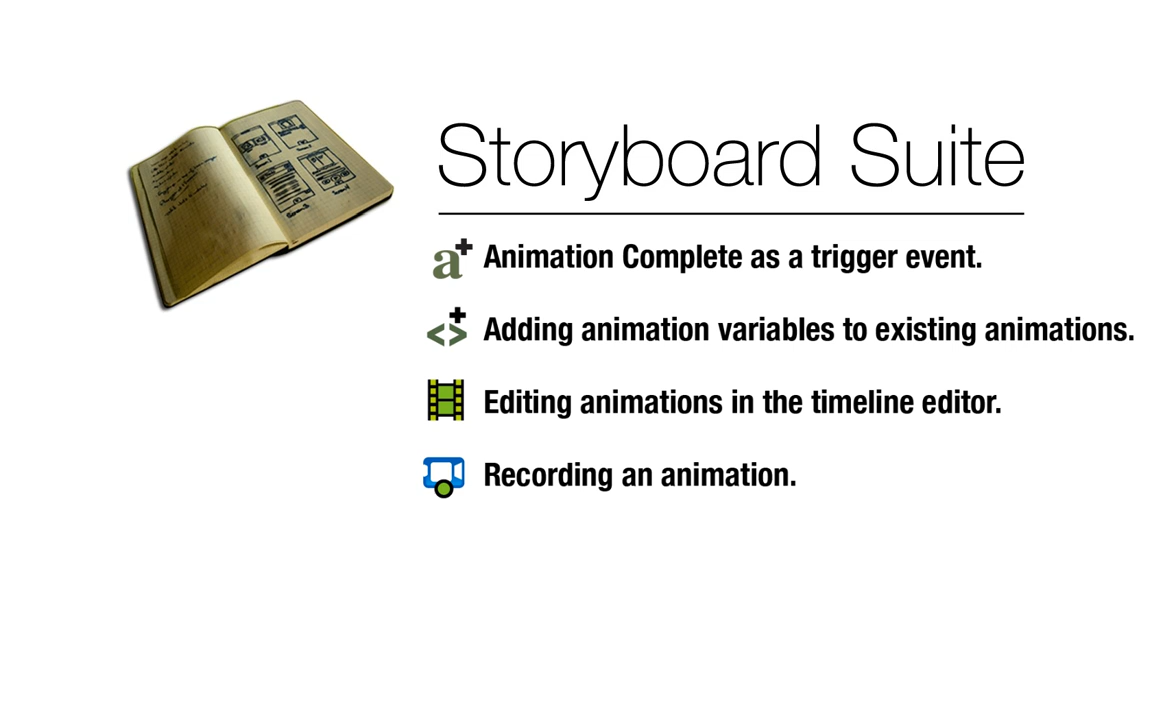 Storyboard Suite
a+ Animation Complete as a trigger event.
<>+ Adding animation variables to existing animations.
Editing animations in the timeline editor.
Recording an animation.